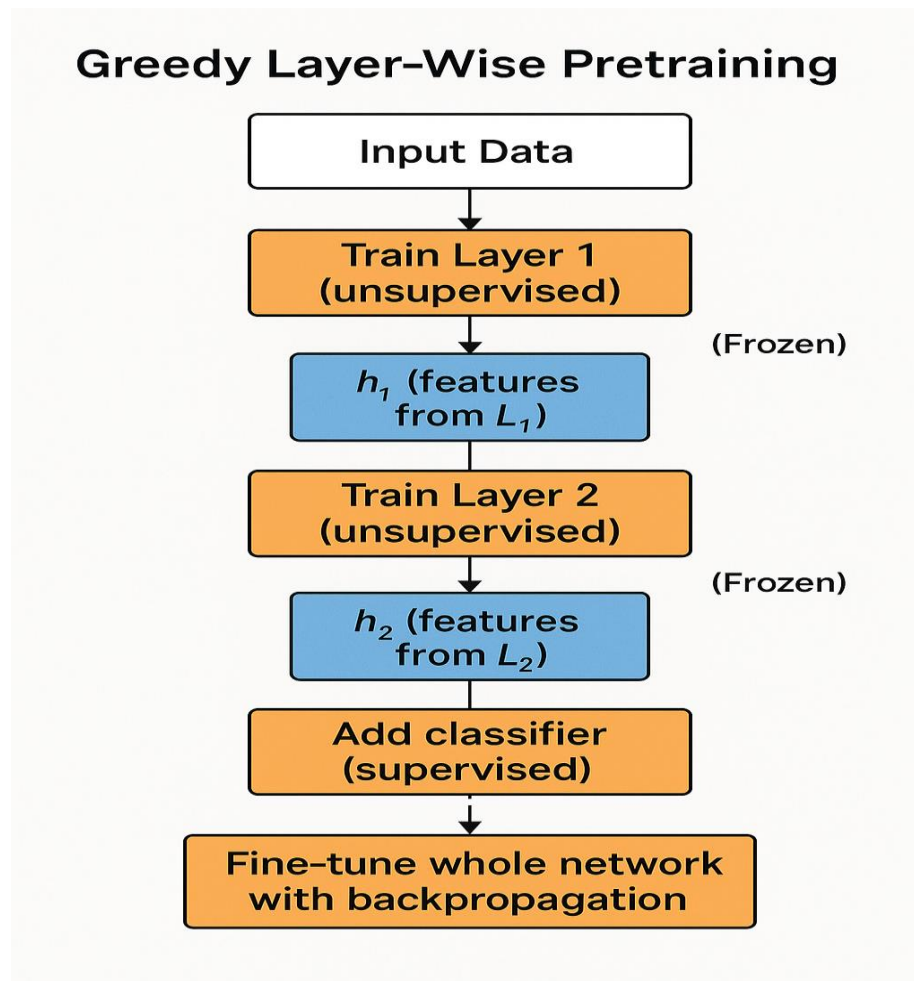 Greedy Layer–Wise Pretraining
Input Data
Train Layer 1
(unsupervised)
(Frozen)
h₁ (features
from L₁)
Train Layer 2
(unsupervised)
(Frozen)
h₂ (features
from L₂)
Add classifier
(supervised)
Fine–tune whole network
with backpropagation